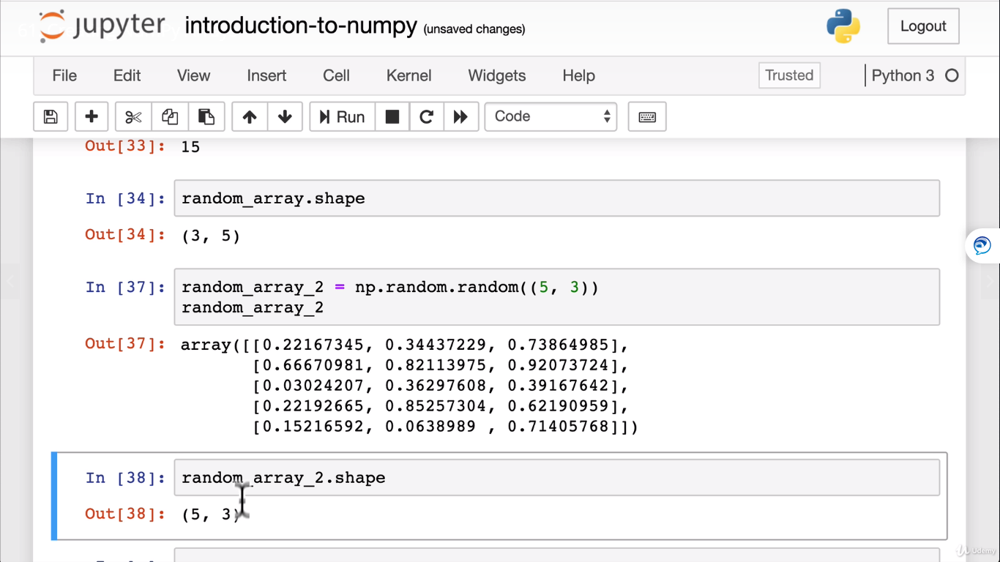 jupyter introduction-to-numpy (unsaved changes) Logout
File Edit View Insert Cell Kernel Widgets Help Trusted Python 3
Run Code
Out[33]: 15
In [34]: random_array.shape
Out[34]: (3, 5)
In [37]: random_array_2 = np.random.random((5, 3))
random_array_2
Out[37]: array([[0.22167345, 0.34437229, 0.73864985],
[0.66670981, 0.82113975, 0.92073724],
[0.03024207, 0.36297608, 0.39167642],
[0.22192665, 0.85257304, 0.62190959],
[0.15216592, 0.0638989 , 0.71405768]])
In [38]: random_array_2.shape
Out[38]: (5, 3)
Udemy